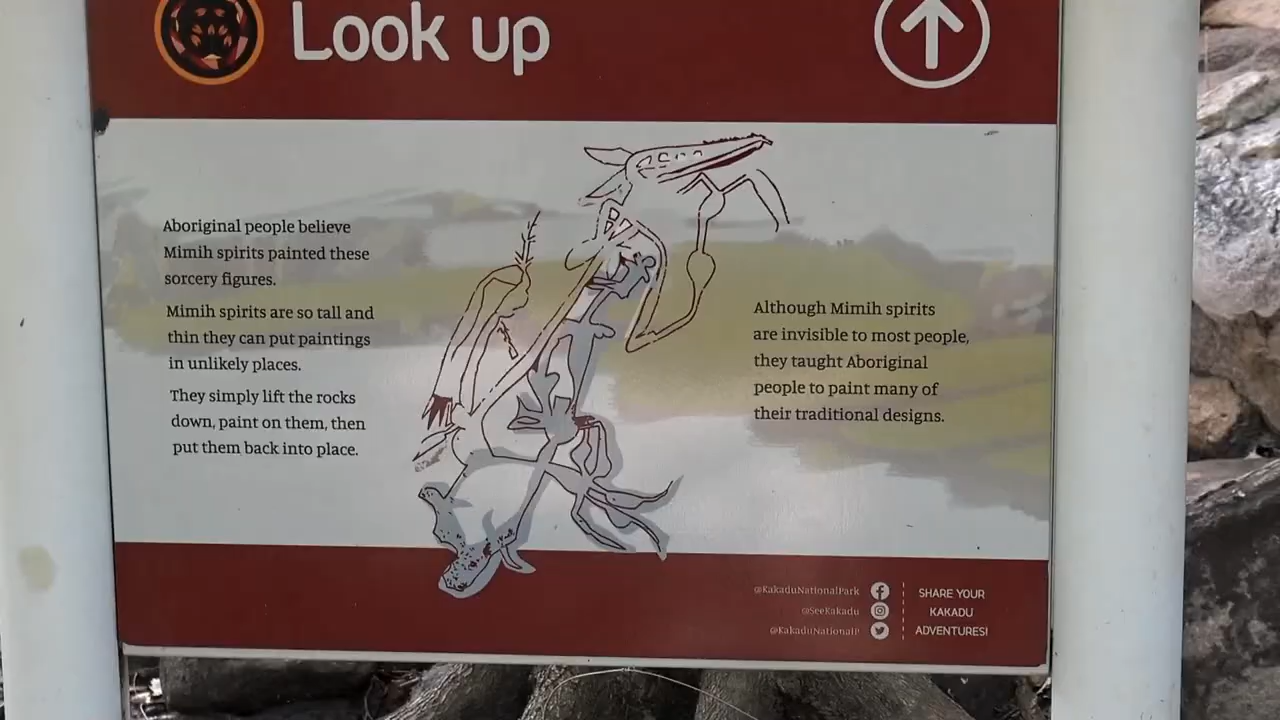 Look up
Aboriginal people believe
Mimih spirits painted these
sorcery figures.
Mimih spirits are so tall and
thin they can put paintings
in unlikely places.
They simply lift the rocks
down, paint on them, then
put them back into place.
Although Mimih spirits
are invisible to most people,
they taught Aboriginal
people to paint many of
their traditional designs.
@KakaduNationalPark
@SeeKakadu
@KakaduNationalP
SHARE YOUR
KAKADU
ADVENTURES!